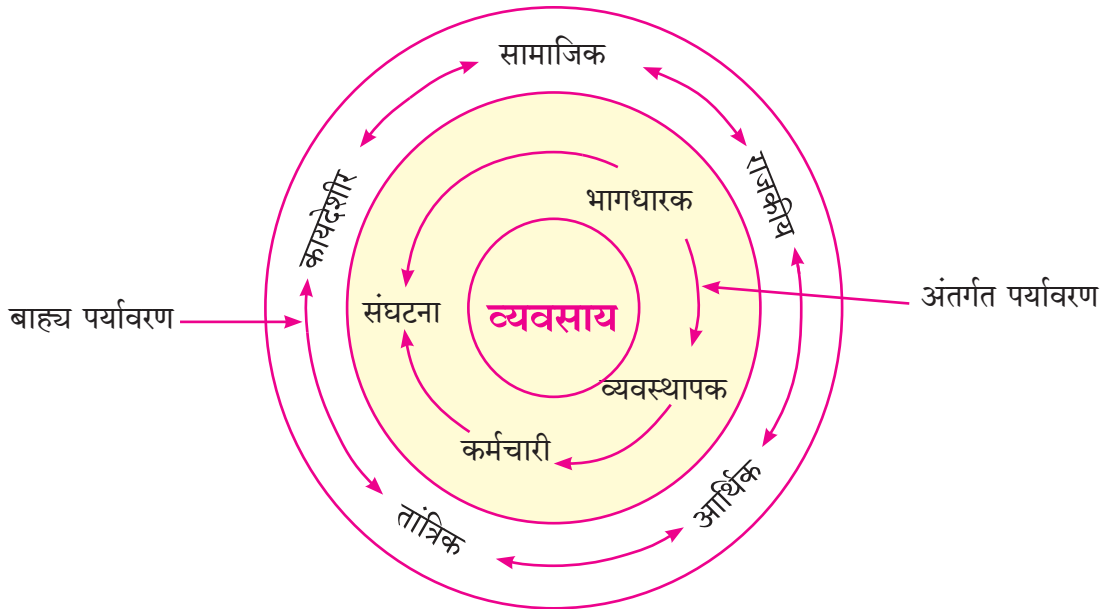 सामाजिक
राजकीय
आर्थिक
तांत्रिक
कायदेशीर
भागधारक
व्यवस्थापक
कर्मचारी
संघटना
व्यवसाय
बाह्य पर्यावरण
अंतर्गत पर्यावरण